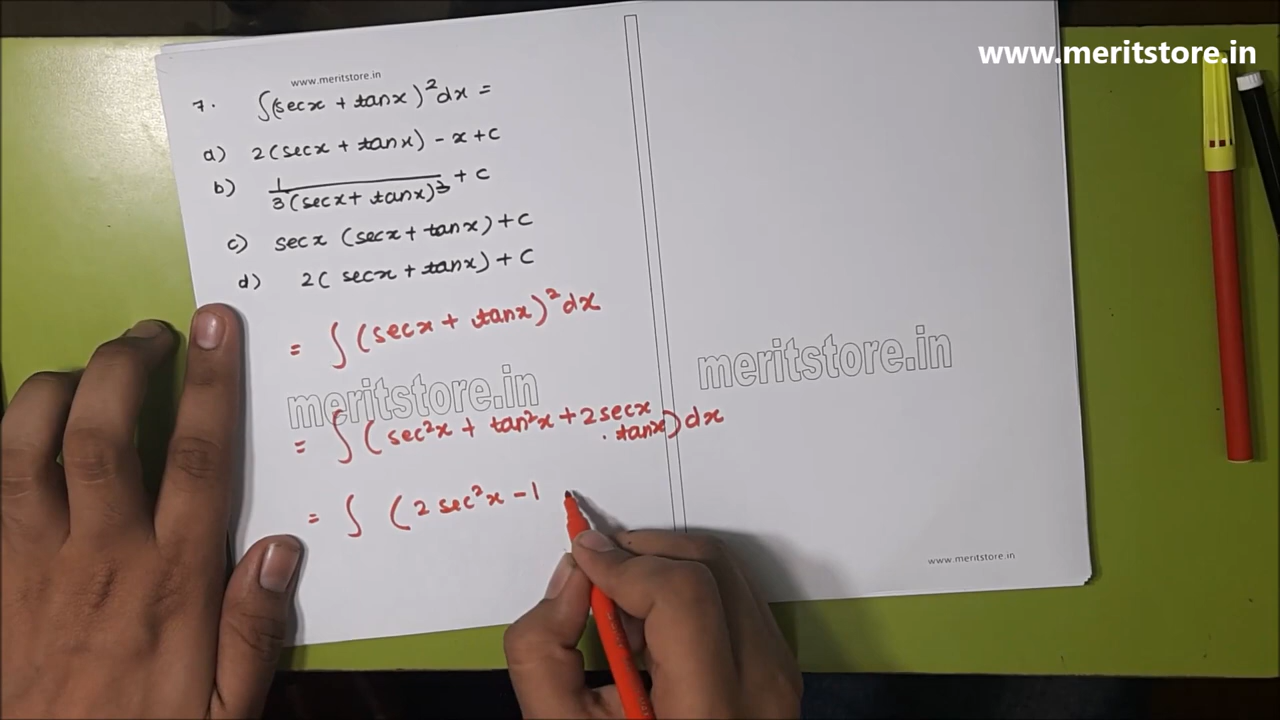 www.meritstore.in
www.meritstore.in
7. ∫(secx + tanx)²dx =
a) 2(secx + tanx) - x + c
b) 1/3(secx + tanx)³ + c
c) secx (secx + tanx) + c
d) 2(secx + tanx) + c
= ∫(secx + tanx)²dx
meritstore.in
meritstore.in
= ∫(sec²x + tan²x + 2secx
. tanx)dx
= ∫ (2 sec²x - 1
www.meritstore.in